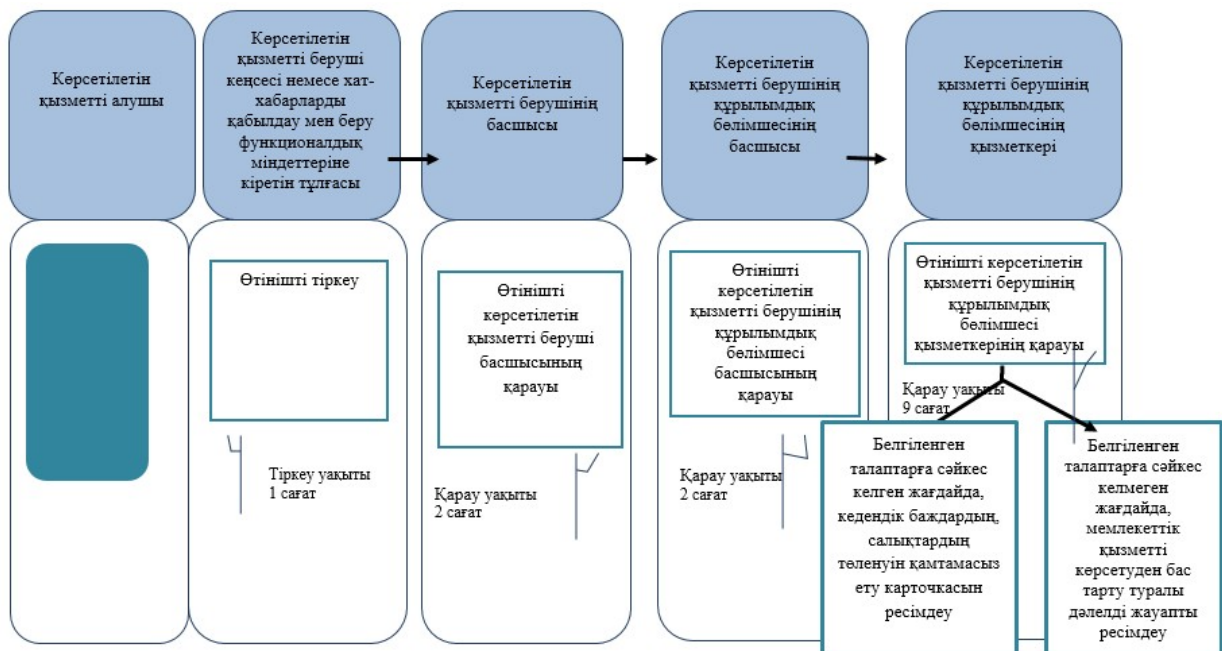 Көрсетілетін
қызметті алушы
Көрсетілетін
қызметті беруші
кеңсесі немесе хат-
хабарларды
қабылдау мен беру
функционалдық
міндеттеріне
кіретін тұлғасы
Көрсетілетін
қызметті берушінің
басшысы
Көрсетілетін
қызметті берушінің
құрылымдық
бөлімшесінің
басшысы
Көрсетілетін
қызметті берушінің
құрылымдық
бөлімшесінің
қызметкері
Өтінішті тіркеу
Тіркеу уақыты
1 сағат
Өтінішті
көрсетілетін
қызметті беруші
басшысының
қарауы
Қарау уақыты
2 сағат
Өтінішті
көрсетілетін
қызметті берушінің
құрылымдық
бөлімшесі
басшысының
қарауы
Қарау уақыты
2 сағат
Өтінішті көрсетілетін
қызметті берушінің
құрылымдық
бөлімшесі
қызметкерінің қарауы
Қарау уақыты
9 сағат
Белгіленген
талаптарға сәйкес
келген жағдайда,
кедендік баждардың,
салықтардың
төленуін қамтамасыз
ету карточкасын
ресімдеу
Белгіленген
талаптарға сәйкес
келмеген
жағдайда,
мемлекеттік
қызметті
көрсетуден бас
тарту туралы
дәлелді жауапты
ресімдеу